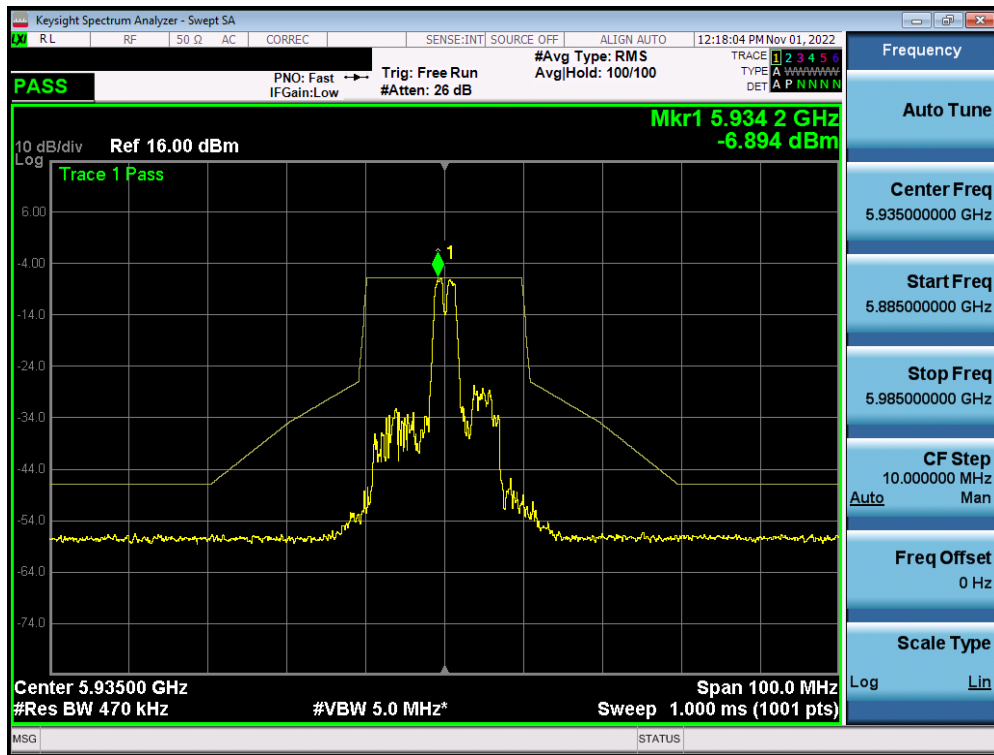 Keysight Spectrum Analyzer - Swept SA
LXI RL RF 50 Ω AC CORREC SENSE:INT SOURCE OFF ALIGN AUTO 12:18:04 PM Nov 01, 2022
PASS
PNO: Fast
IFGain:Low
Trig: Free Run
#Atten: 26 dB
#Avg Type: RMS
Avg|Hold: 100/100
TRACE 1 2 3 4 5 6
TYPE A WWWWW
DET A P N N N N
Mkr1 5.934 2 GHz
-6.894 dBm
10 dB/div Ref 16.00 dBm
Log
Trace 1 Pass
1
6.00
-4.00
-14.0
-24.0
-34.0
-44.0
-54.0
-64.0
-74.0
Center 5.93500 GHz Span 100.0 MHz
#Res BW 470 kHz #VBW 5.0 MHz* Sweep 1.000 ms (1001 pts)
MSG STATUS
Frequency
Auto Tune
Center Freq
5.935000000 GHz
Start Freq
5.885000000 GHz
Stop Freq
5.985000000 GHz
CF Step
10.000000 MHz
Auto Man
Freq Offset
0 Hz
Scale Type
Log Lin